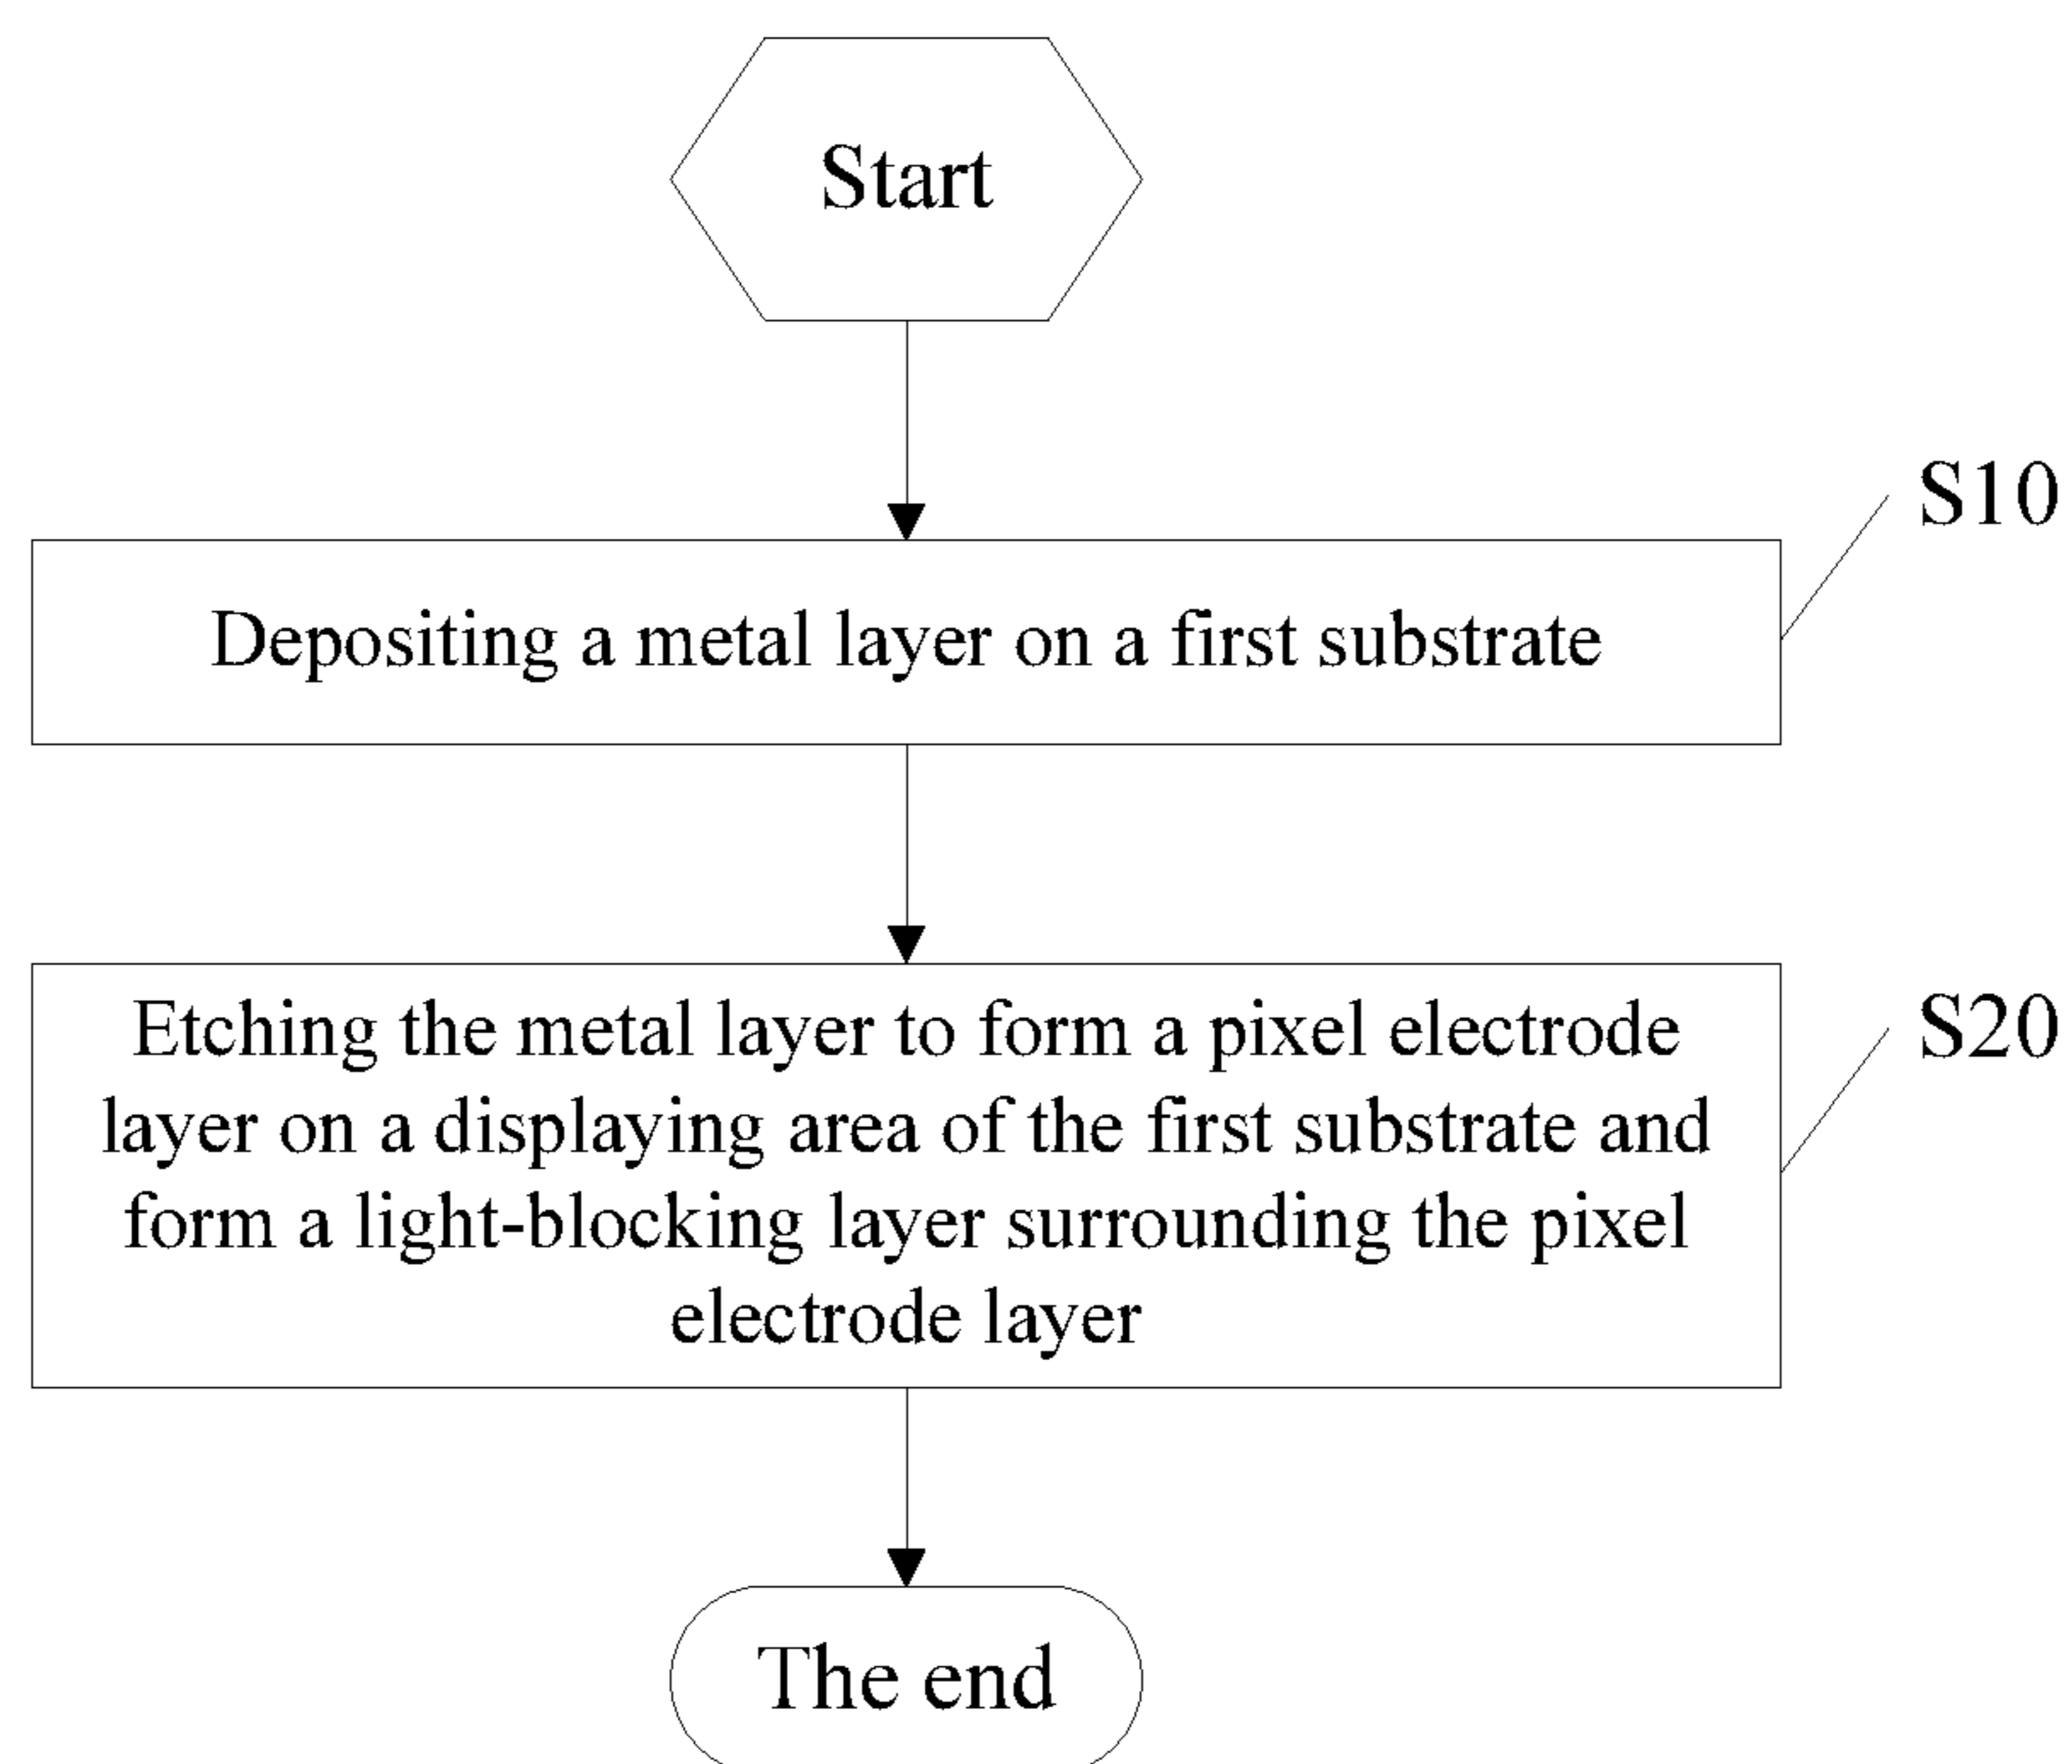 Start
S10
Depositing a metal layer on a first substrate
S20
Etching the metal layer to form a pixel electrode
layer on a displaying area of the first substrate and
form a light-blocking layer surrounding the pixel
electrode layer
The end